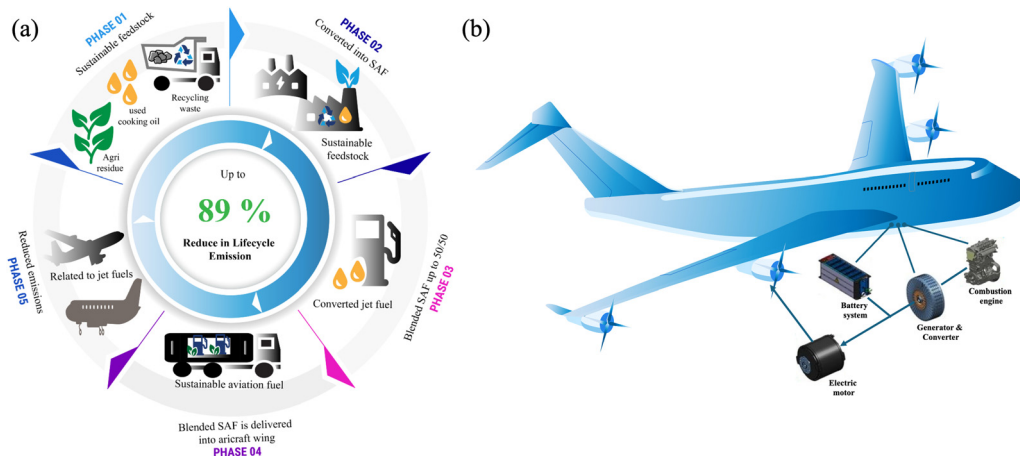 (a)
PHASE 01
Sustainable feedstock
Recycling
waste
used
cooking oil
Agri
residue
PHASE 02
Converted into SAF
Sustainable
feedstock
Up to
89 %
Reduce in Lifecycle
Emission
Converted jet fuel
Blended SAF up to 50/50
PHASE 03
Sustainable aviation fuel
Blended SAF is delivered
into aricraft wing
PHASE 04
Related to jet fuels
Reduced emissions
PHASE 05
(b)
Battery
system
Generator &
Converter
Combustion
engine
Electric
motor